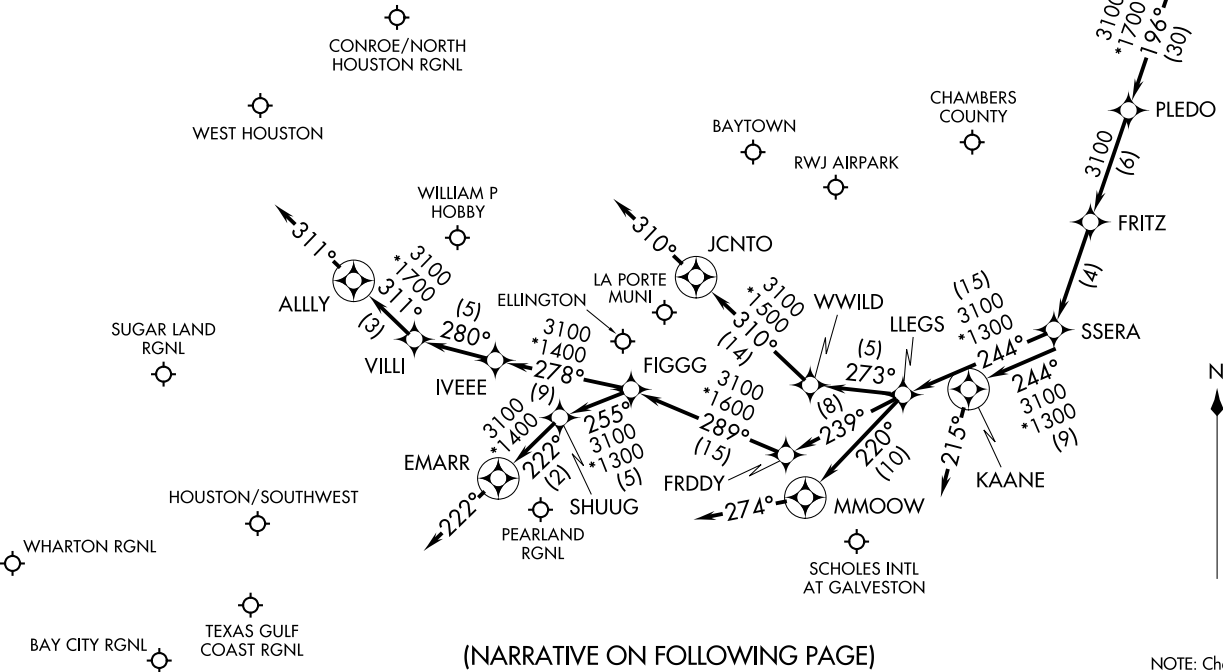 CONROE/NORTH
HOUSTON RGNL
3100
*1700
196°
(30)
WEST HOUSTON
CHAMBERS
COUNTY
PLEDO
BAYTOWN
RWJ AIRPARK
3100
(6)
WILLIAM P
HOBBY
FRITZ
311°
310°
JCNTO
(4)
3100
*1700
311°
(3)
ALLLY
LA PORTE
MUNI
ELLINGTON
3100
*1500
310°
(14)
WWILD
LLEGS
(15)
3100
*1300
244°
SSERA
SUGAR LAND
RGNL
(5)
280°
VILLI
IVEEE
3100
*1400
278°
(9)
FIGGG
(5)
273°
244°
3100
*1300
(9)
N
3100
*1600
289°
(15)
(8)
239°
220°
(10)
215°
KAANE
3100
*1400
222°
(2)
255°
3100
*1300
(5)
EMARR
SHUUG
FRDDY
MMOOW
274°
222°
HOUSTON/SOUTHWEST
PEARLAND
RGNL
WHARTON RGNL
SCHOLES INTL
AT GALVESTON
TEXAS GULF
COAST RGNL
BAY CITY RGNL
(NARRATIVE ON FOLLOWING PAGE)
NOTE: